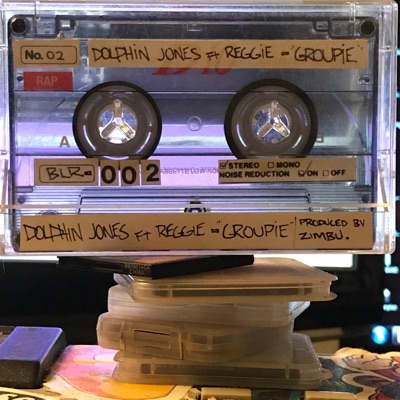 No. 02
DOLPHIN JONES FT REGGIE - "GROUPIE"
RAP
A
BLR- 002
STEREO MONO
NOISE REDUCTION ON OFF
DOLPHIN JONES FT REGGIE - "GROUPIE"
PRODUCED BY
ZIMBU.